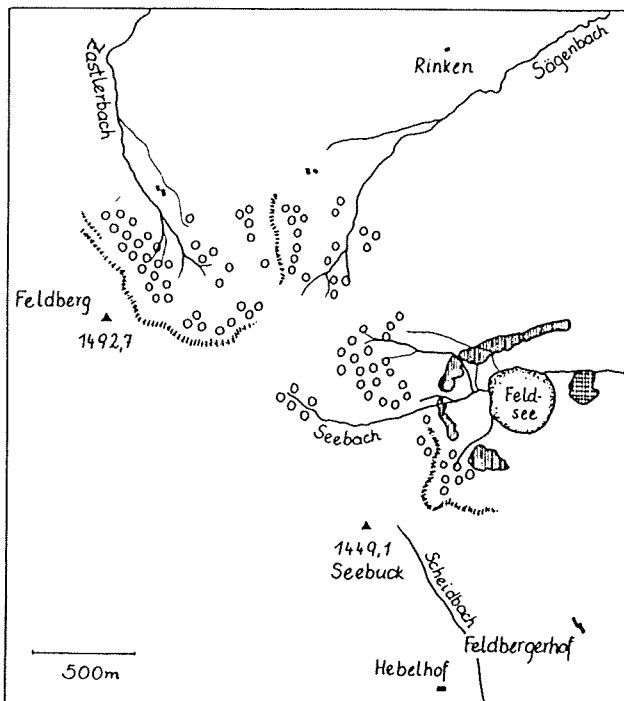 Zastlerbach
Rinken
Sägenbach
Feldberg
1492,7
Feld-
see
Seebach
1449,1
Seebuck
Scheidbach
Feldbergerhof
Hebelhof
500m